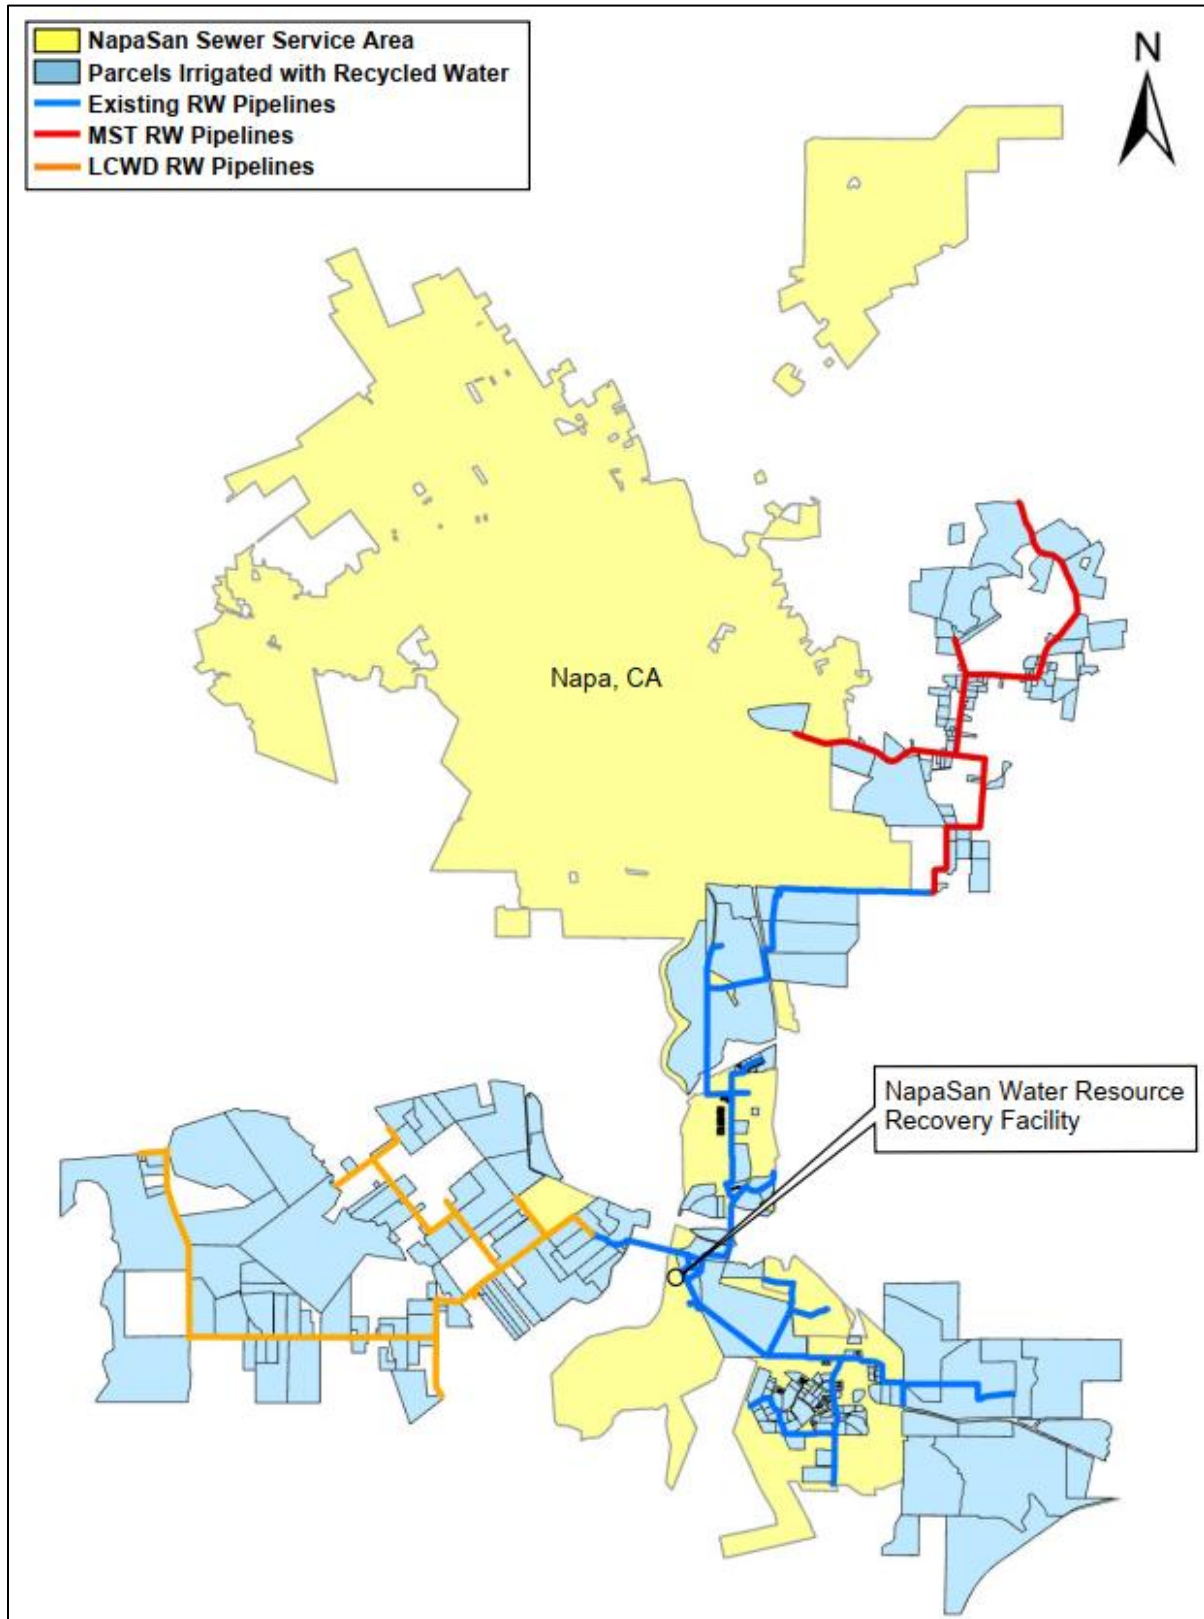 NapaSan Sewer Service Area
Parcels Irrigated with Recycled Water
Existing RW Pipelines
MST RW Pipelines
LCWD RW Pipelines
N
Napa, CA
NapaSan Water Resource
Recovery Facility